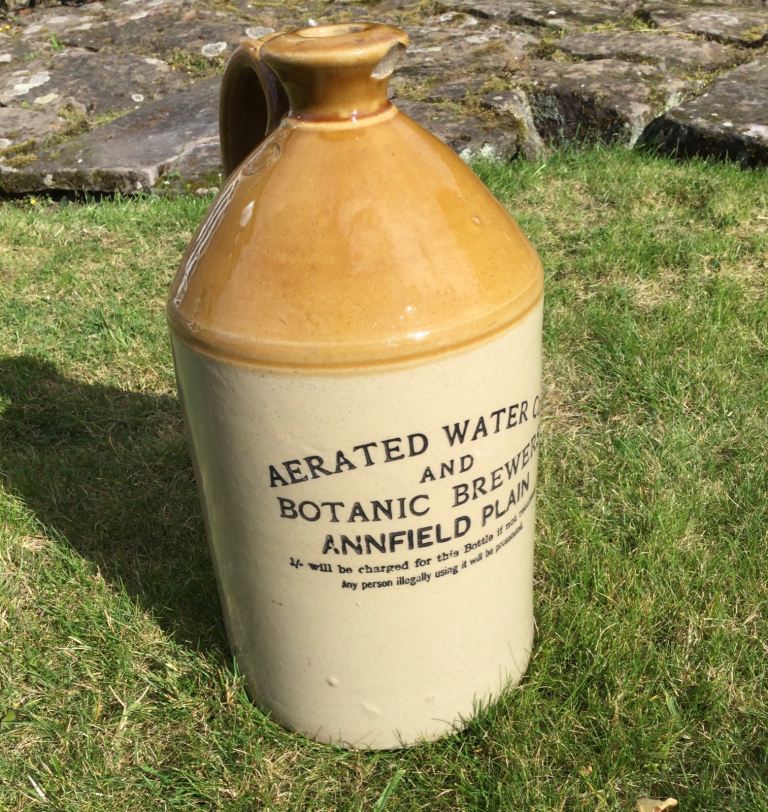 AERATED WATER C
AND
BOTANIC BREWERS
ANNFIELD PLAIN
1/- will be charged for this Bottle if not
Any person illegally using it will be prosecuted.